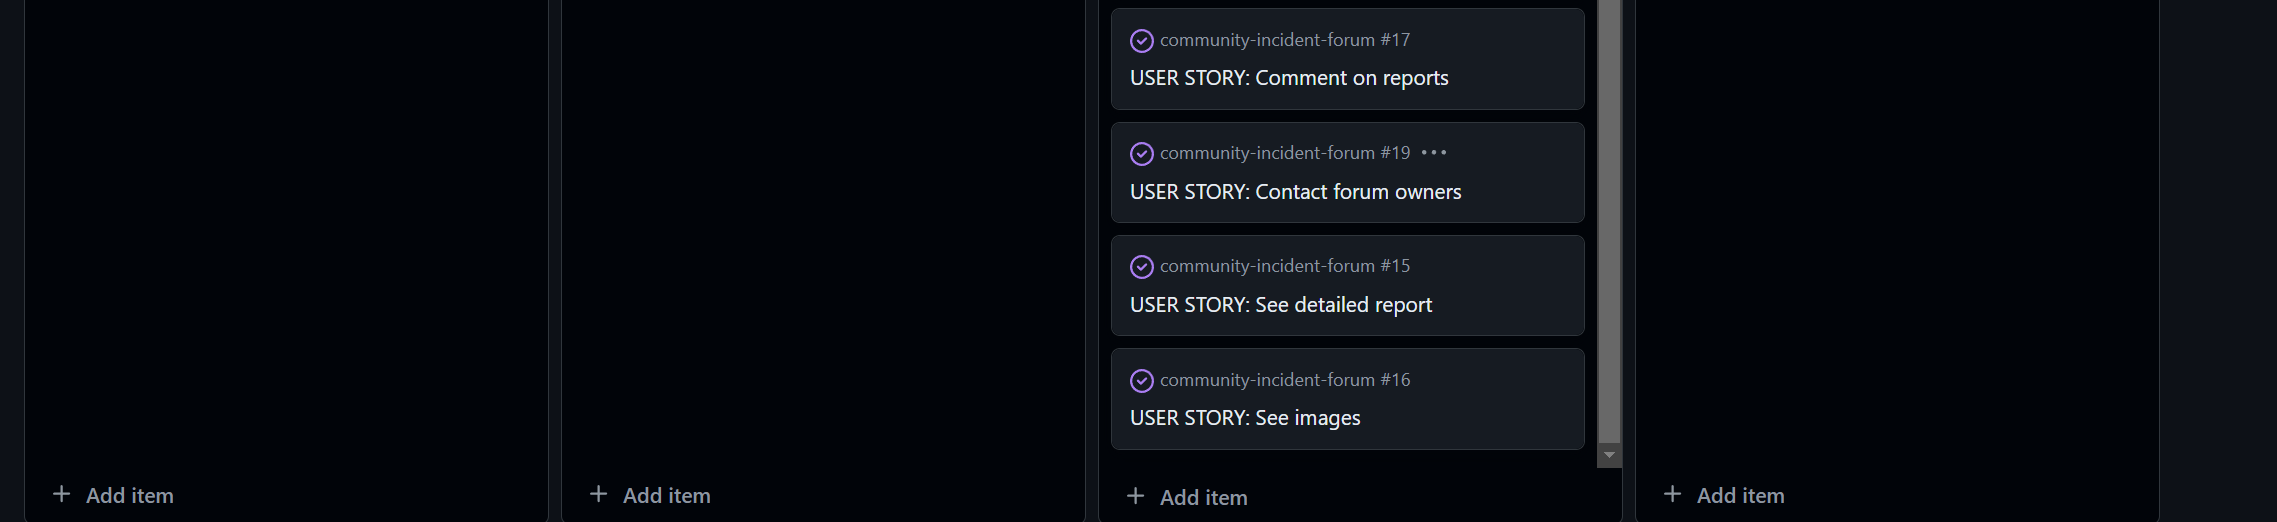 community-incident-forum #17
USER STORY: Comment on reports
community-incident-forum #19 ...
USER STORY: Contact forum owners
community-incident-forum #15
USER STORY: See detailed report
community-incident-forum #16
USER STORY: See images
+ Add item
+ Add item
+ Add item
+ Add item